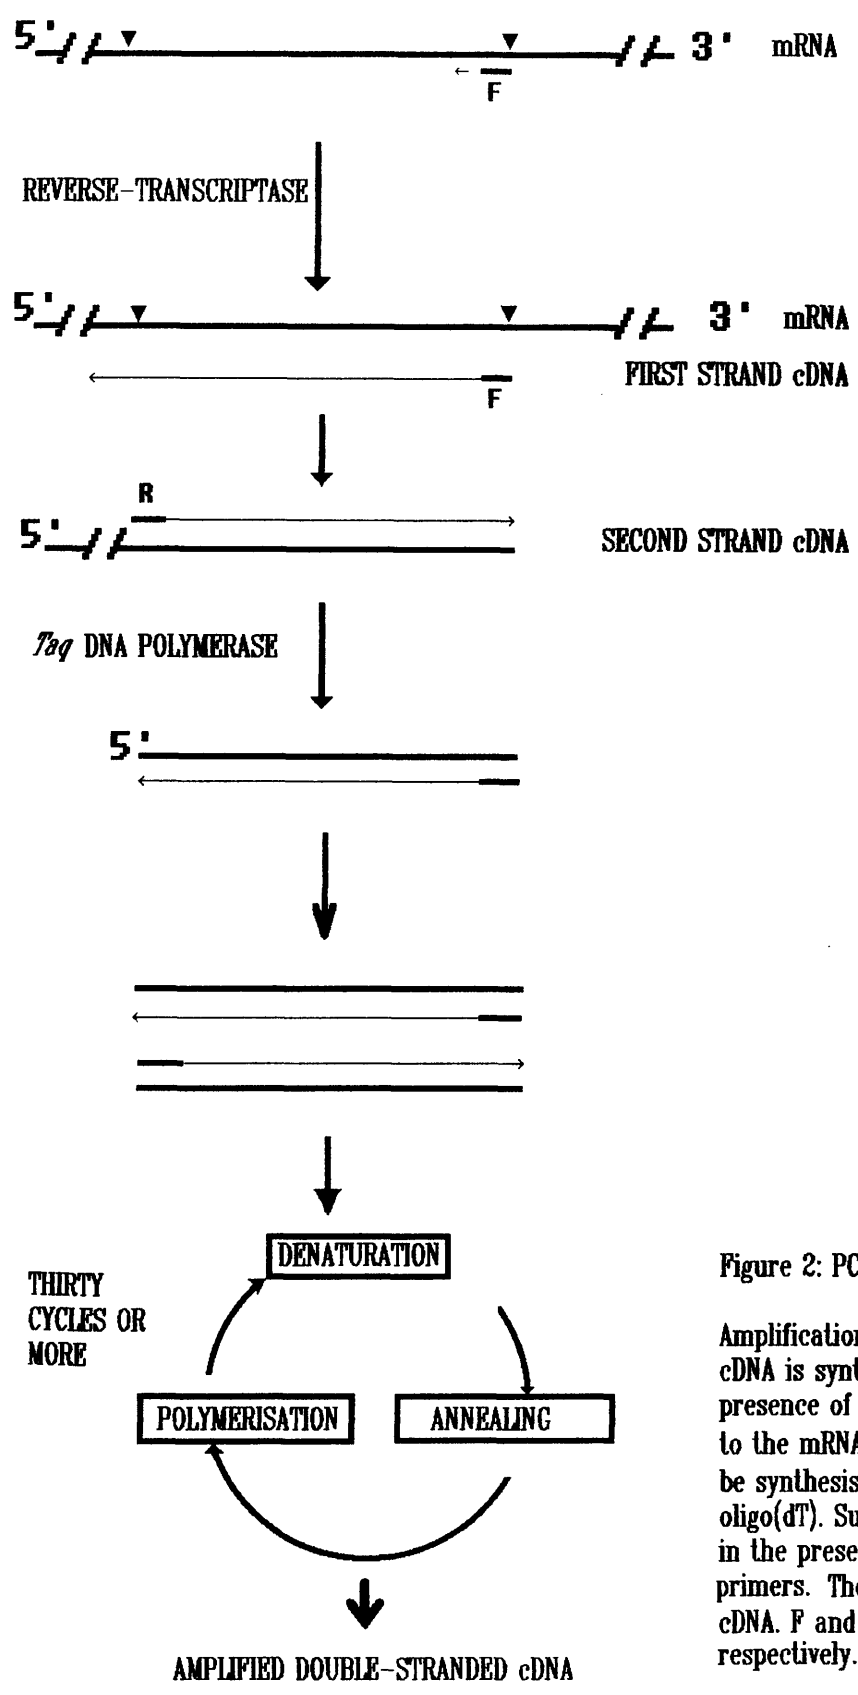 5' 3' mRNA
F
REVERSE-TRANSCRIPTASE
5' 3' mRNA
FIRST STRAND cDNA
F
R
5' SECOND STRAND cDNA
Taq DNA POLYMERASE
5'
DENATURATION
THIRTY
CYCLES OR
MORE
POLYMERISATION
ANNEALING
AMPLIFIED DOUBLE-STRANDED cDNA
Figure 2: PC
Amplification
cDNA is synt
presence of
to the mRNA
be synthesis
oligo(dT). Su
in the prese
primers. The
cDNA. F and
respectively.